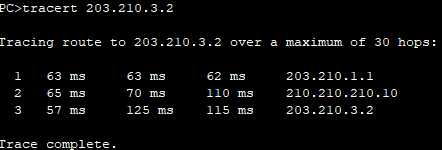 PC>tracert 203.210.3.2
Tracing route to 203.210.3.2 over a maximum of 30 hops:
1 63 ms 63 ms 62 ms 203.210.1.1
2 65 ms 70 ms 110 ms 210.210.210.10
3 57 ms 125 ms 115 ms 203.210.3.2
Trace complete.